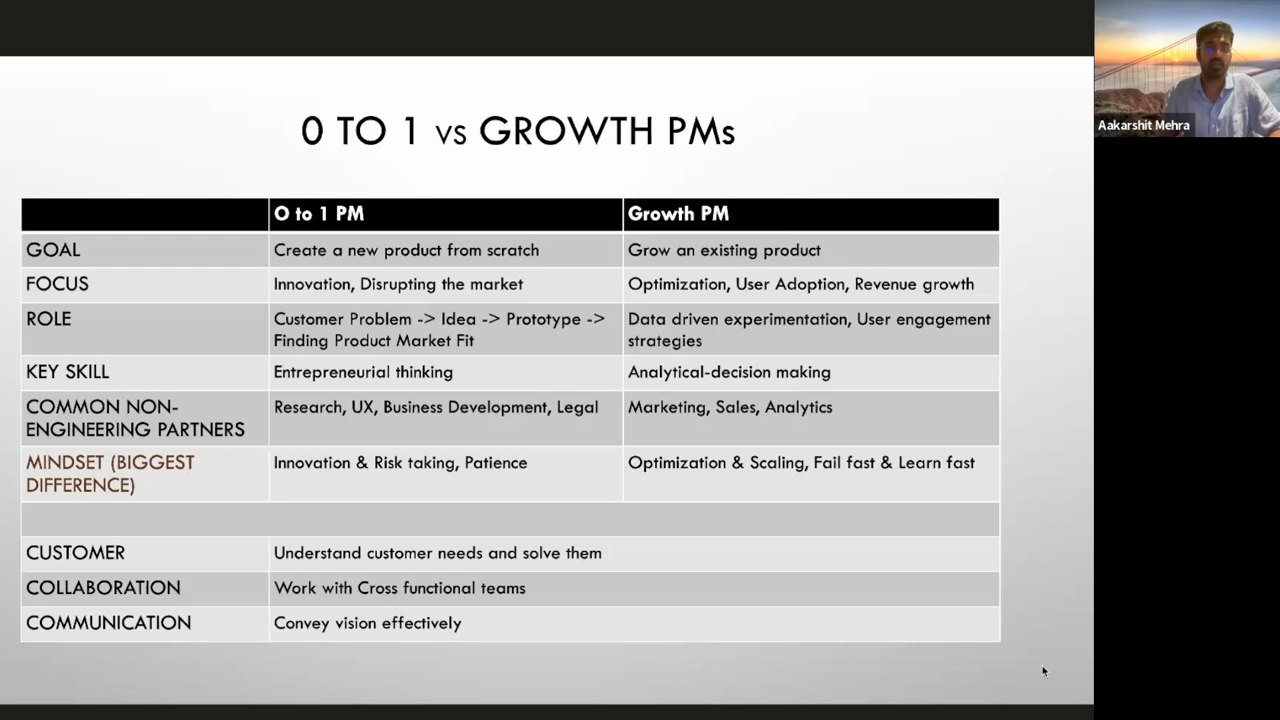 0 TO 1 vs GROWTH PMs
Aakarshit Mehra
O to 1 PM
Growth PM
GOAL
Create a new product from scratch
Grow an existing product
FOCUS
Innovation, Disrupting the market
Optimization, User Adoption, Revenue growth
ROLE
Customer Problem -> Idea -> Prototype ->
Finding Product Market Fit
Data driven experimentation, User engagement
strategies
KEY SKILL
Entrepreneurial thinking
Analytical-decision making
COMMON NON-
ENGINEERING PARTNERS
Research, UX, Business Development, Legal
Marketing, Sales, Analytics
MINDSET (BIGGEST
DIFFERENCE)
Innovation & Risk taking, Patience
Optimization & Scaling, Fail fast & Learn fast
CUSTOMER
Understand customer needs and solve them
COLLABORATION
Work with Cross functional teams
COMMUNICATION
Convey vision effectively